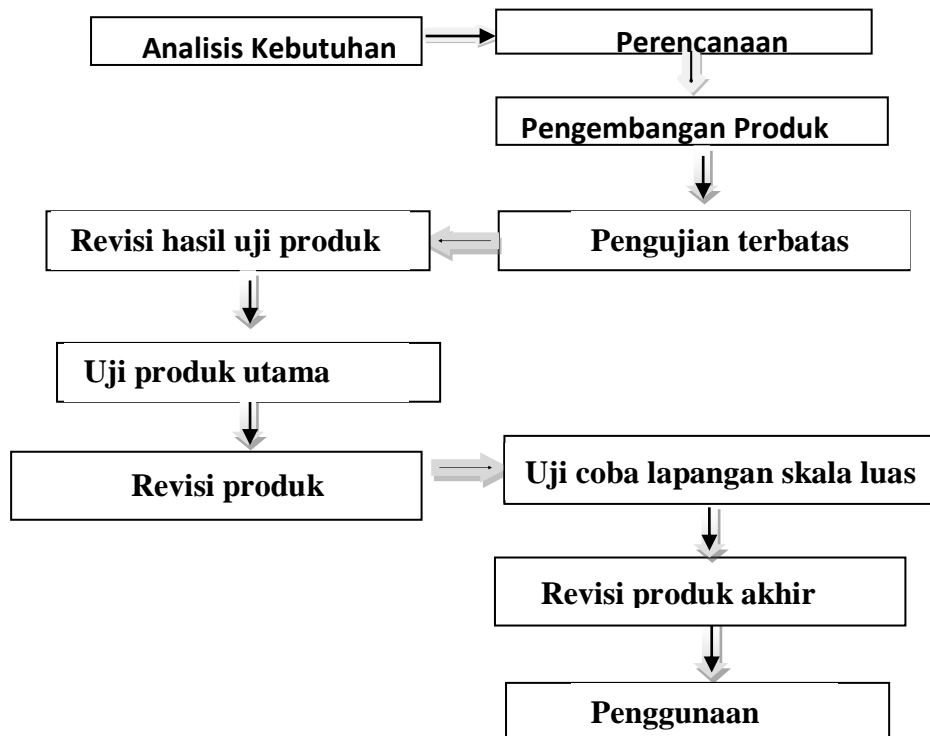 Analisis Kebutuhan
Perencanaan
Pengembangan Produk
Pengujian terbatas
Revisi hasil uji produk
Uji produk utama
Revisi produk
Uji coba lapangan skala luas
Revisi produk akhir
Penggunaan